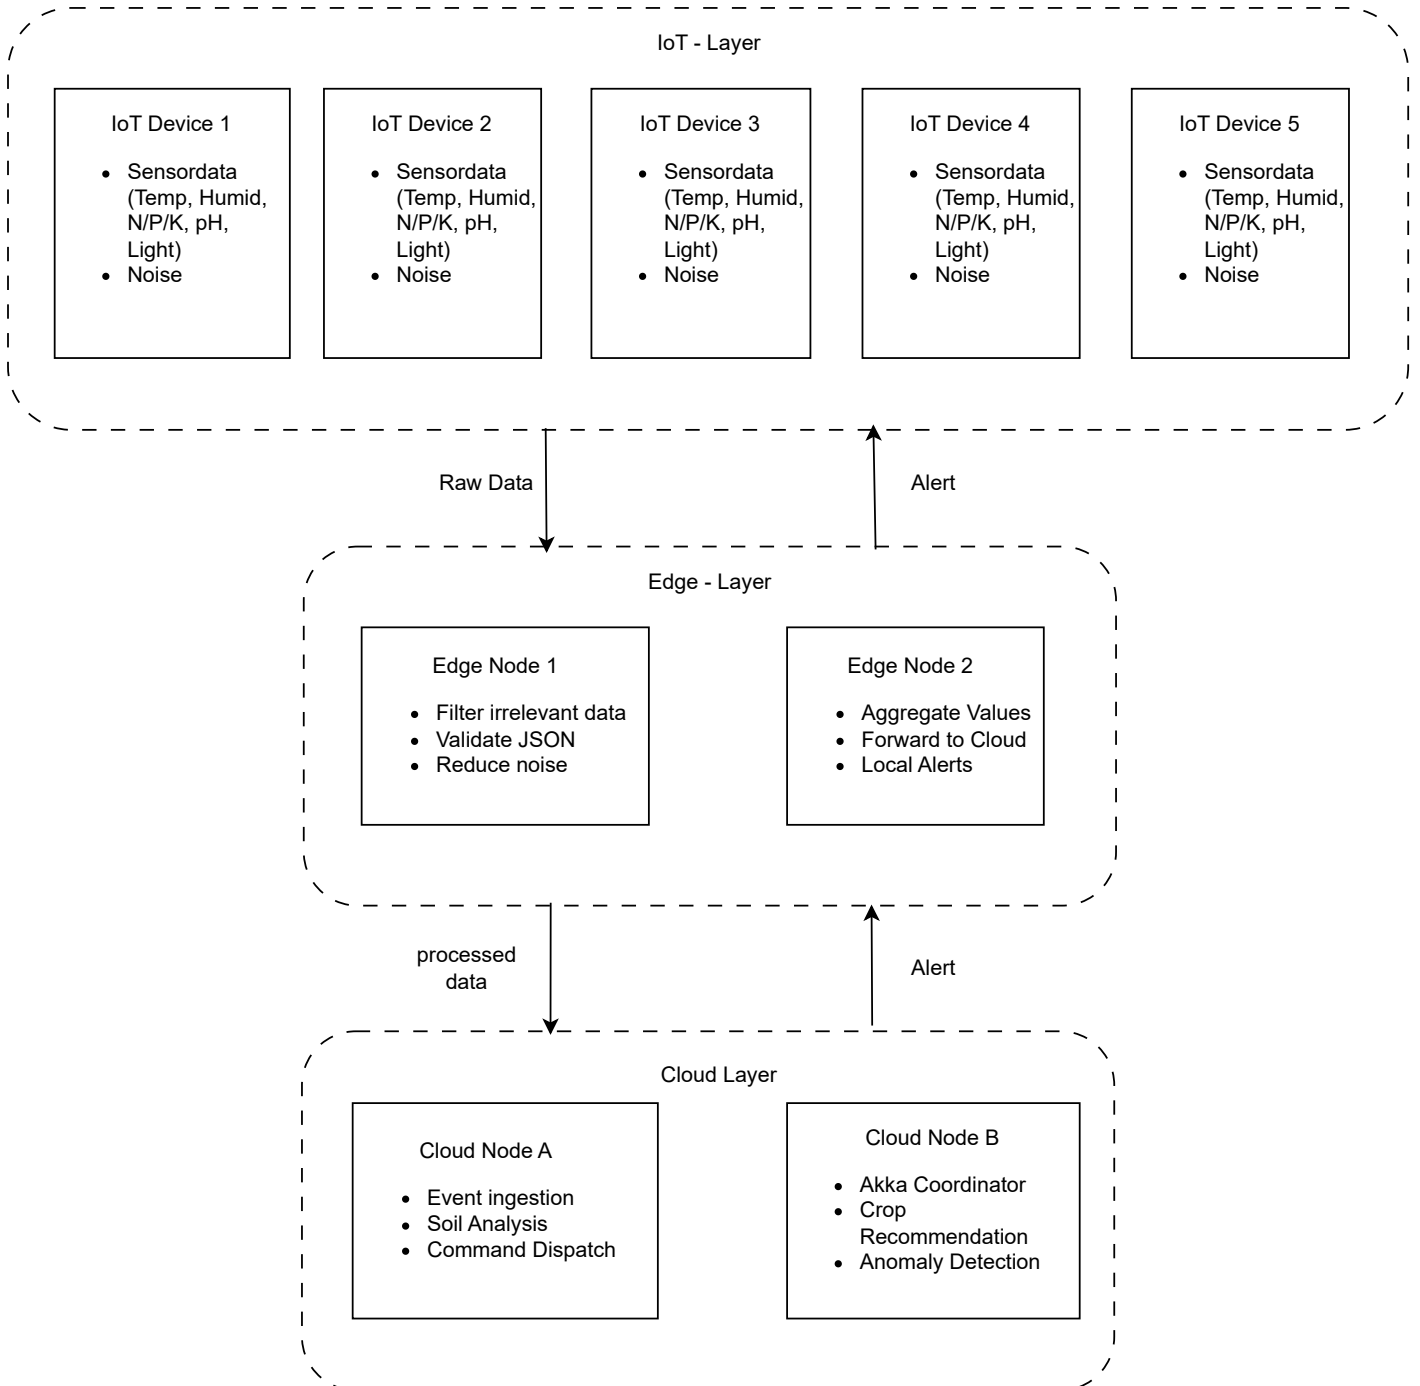 IoT - Layer
IoT Device 1
Sensordata
(Temp, Humid,
N/P/K, pH,
Light)
Noise
IoT Device 2
Sensordata
(Temp, Humid,
N/P/K, pH,
Light)
Noise
IoT Device 3
Sensordata
(Temp, Humid,
N/P/K, pH,
Light)
Noise
IoT Device 4
Sensordata
(Temp, Humid,
N/P/K, pH,
Light)
Noise
IoT Device 5
Sensordata
(Temp, Humid,
N/P/K, pH,
Light)
Noise
Raw Data
Alert
Edge - Layer
Edge Node 1
Filter irrelevant data
Validate JSON
Reduce noise
Edge Node 2
Aggregate Values
Forward to Cloud
Local Alerts
processed
data
Alert
Cloud Layer
Cloud Node A
Event ingestion
Soil Analysis
Command Dispatch
Cloud Node B
Akka Coordinator
Crop
Recommendation
Anomaly Detection